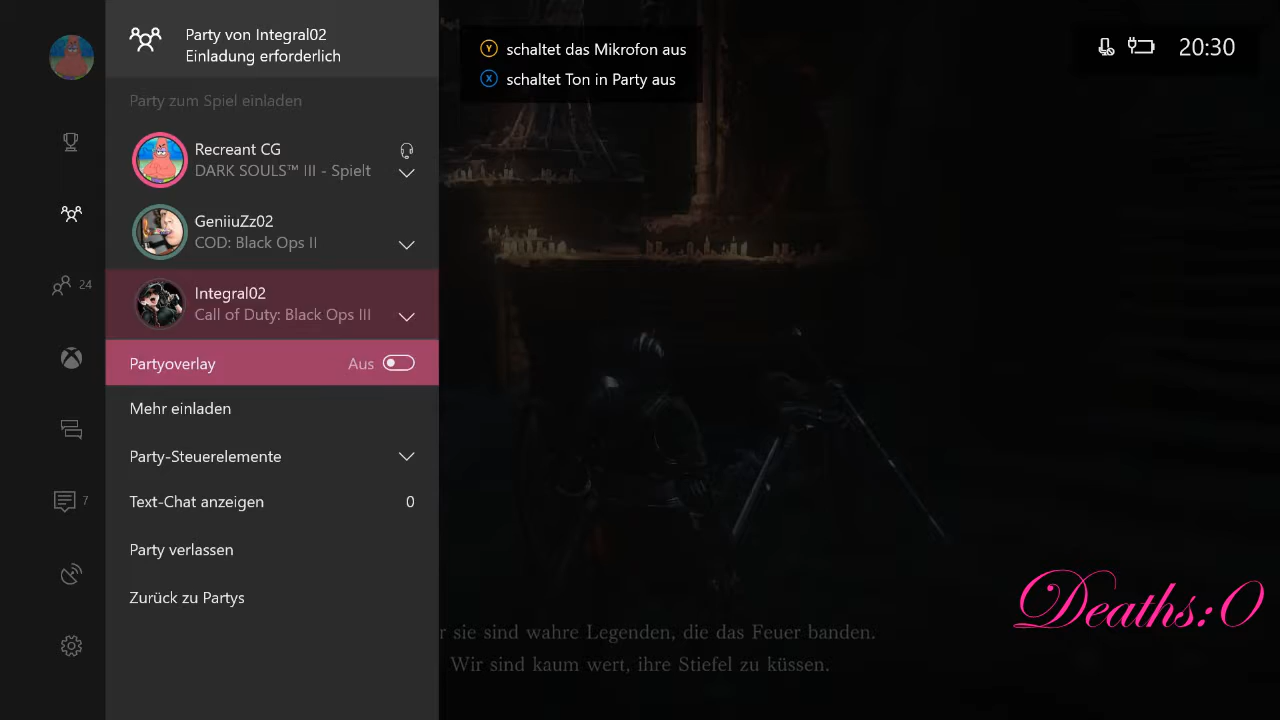 Party von Integral02
Einladung erforderlich
Y schaltet das Mikrofon aus
X schaltet Ton in Party aus
20:30
Party zum Spiel einladen
Recreant CG
DARK SOULS™ III - Spielt
GeniiuZz02
COD: Black Ops II
24
Integral02
Call of Duty: Black Ops III
Partyoverlay Aus
Mehr einladen
Party-Steuerelemente
7
Text-Chat anzeigen 0
Party verlassen
Zurück zu Partys
Deaths:0
r sie sind wahre Legenden, die das Feuer banden.
Wir sind kaum wert, ihre Stiefel zu küssen.